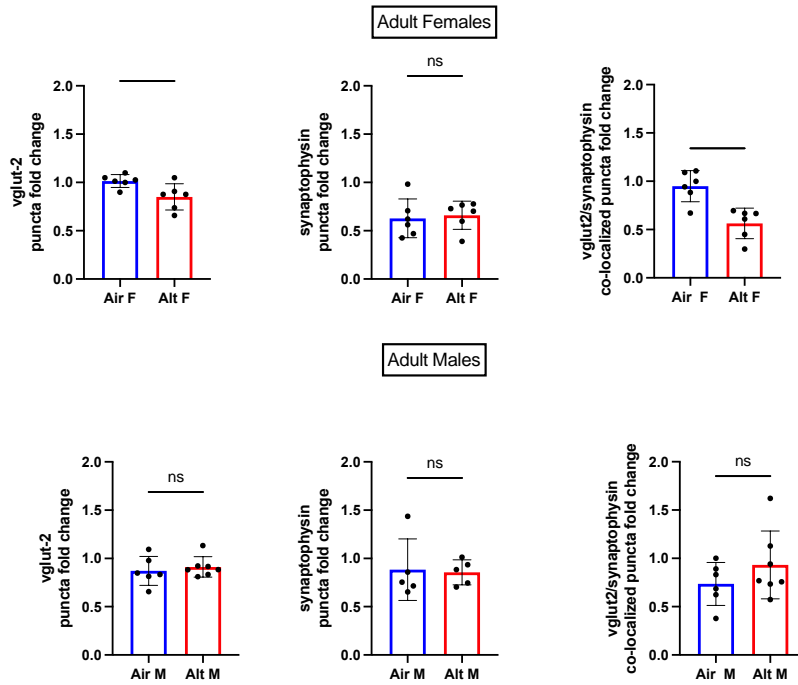 Adult Females
vglut-2
puncta fold change
2.0
1.5
1.0
0.5
0.0
Air F Alt F
synaptophysin
puncta fold change
ns
2.0
1.5
1.0
0.5
0.0
Air F Alt F
vglut2/synaptophysin
co-localized puncta fold change
2.0
1.5
1.0
0.5
0.0
Air F Alt F
Adult Males
vglut-2
puncta fold change
ns
2.0
1.5
1.0
0.5
0.0
Air M Alt M
synaptophysin
puncta fold change
ns
2.0
1.5
1.0
0.5
0.0
Air M Alt M
vglut2/synaptophysin
co-localized puncta fold change
ns
2.0
1.5
1.0
0.5
0.0
Air M Alt M